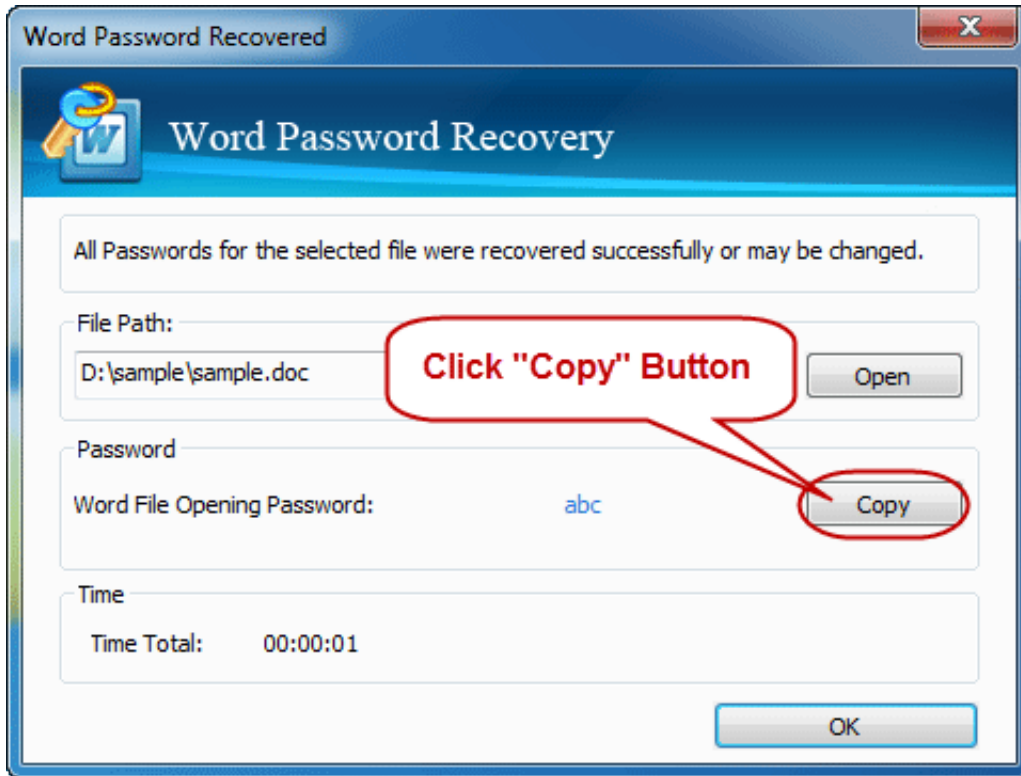 Word Password Recovered
Word Password Recovery
All Passwords for the selected file were recovered successfully or may be changed.
File Path:
D:\sample\sample.doc
Click "Copy" Button
Open
Password
Word File Opening Password: abc
Copy
Time
Time Total: 00:00:01
OK